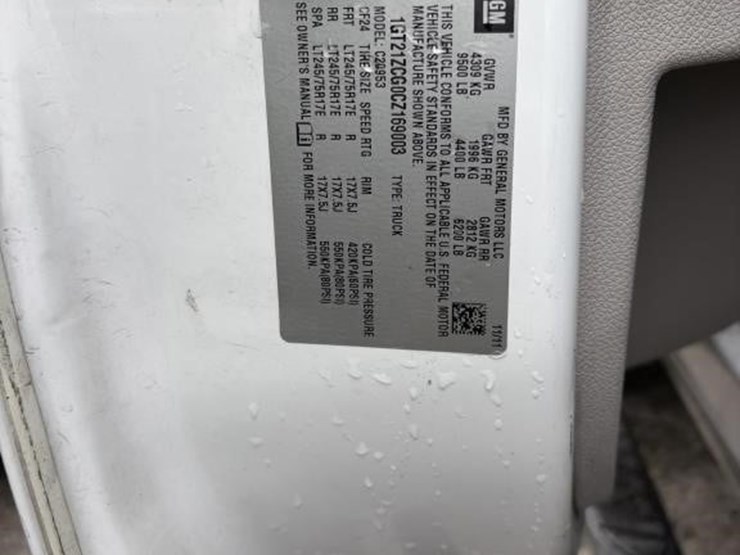 GM
MFD BY GENERAL MOTORS LLC 11/11
GVWR GAWR FRT GAWR RR
4309 KG 1996 KG 2812 KG
9500 LB 4400 LB 6200 LB
THIS VEHICLE CONFORMS TO ALL APPLICABLE U.S. FEDERAL MOTOR
VEHICLE SAFETY STANDARDS IN EFFECT ON THE DATE OF
MANUFACTURE SHOWN ABOVE.
1GT21ZCG0CZ169003 TYPE: TRUCK
MODEL: C20953
CF24 TIRE SIZE SPEED RTG RIM COLD TIRE PRESSURE
FRT LT245/75R17E R 17X7.5J 420KPA(60PSI)
RR LT245/75R17E R 17X7.5J 550KPA(80PSI)
SPA LT245/75R17E R 17X7.5J 550KPA(80PSI)
SEE OWNER'S MANUAL FOR MORE INFORMATION.